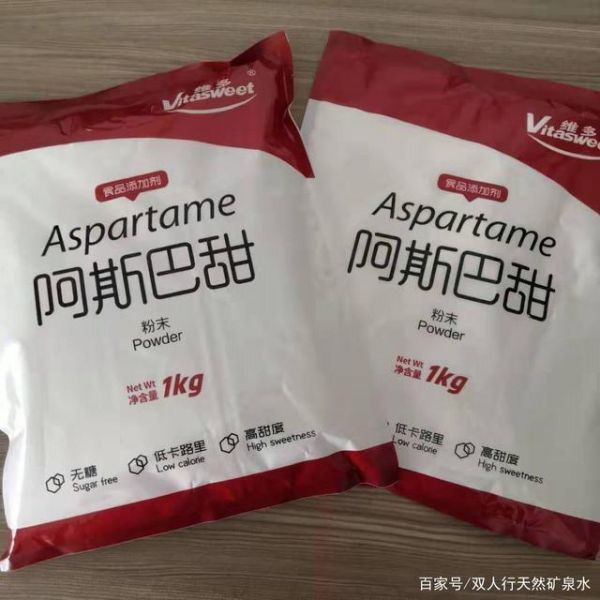 维多
Vitasweet®
食品添加剂
Aspartame
阿斯巴甜
粉末
Powder
Net Wt
净含量 1kg
无糖
Sugar free
低卡路里
Low calorie
高甜度
High sweetness
维多
Vitasweet
食品添加剂
Aspartame
阿斯巴甜
粉末
Powder
Net Wt
净含量 1kg
低卡路里
Low calorie
高甜度
High sweetness
百家号/双人行天然矿泉水